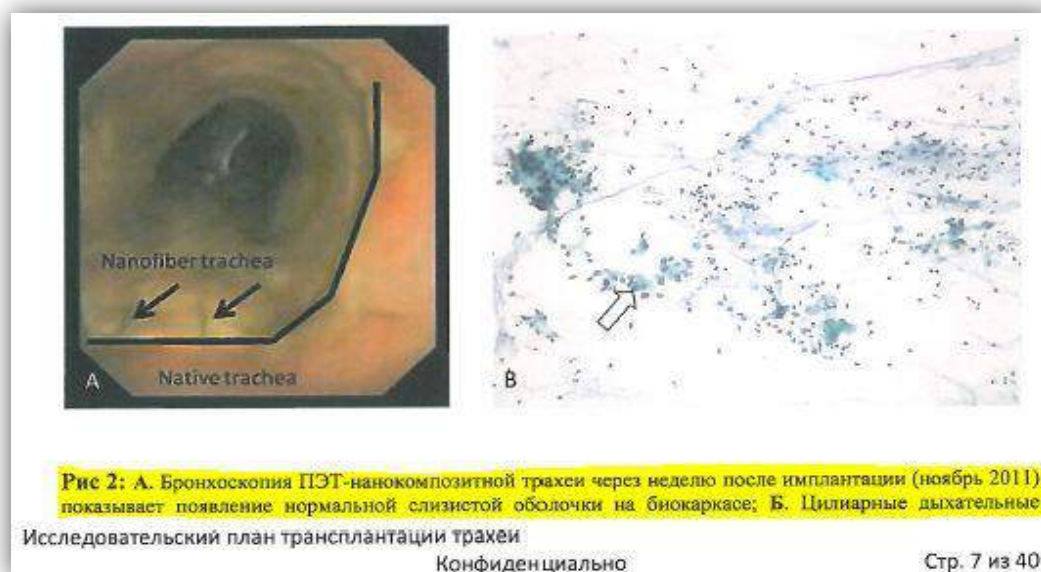 Nanofiber trachea
A
Native trachea
B
Рис 2: А. Бронхоскопия ПЭТ-нанокомпозитной трахеи через неделю после имплантации (ноябрь 2011)
показывает появление нормальной слизистой оболочки на биокаркасе; Б. Цилиарные дыхательные
Исследовательский план трансплантации трахеи
Конфиденциально
Стр. 7 из 40